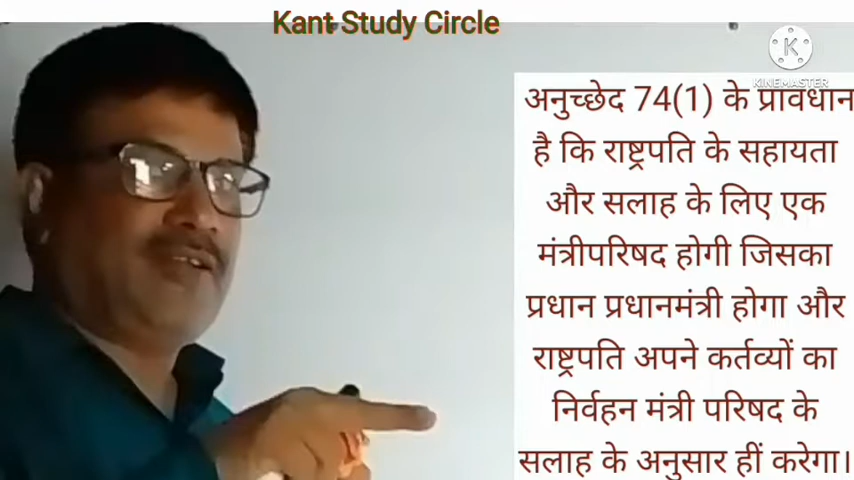 Kant Study Circle
K
KINEMASTER
अनुच्छेद 74(1) के प्रावधान
है कि राष्ट्रपति के सहायता
और सलाह के लिए एक
मंत्रीपरिषद होगी जिसका
प्रधान प्रधानमंत्री होगा और
राष्ट्रपति अपने कर्तव्यों का
निर्वहन मंत्री परिषद के
सलाह के अनुसार हीं करेगा।